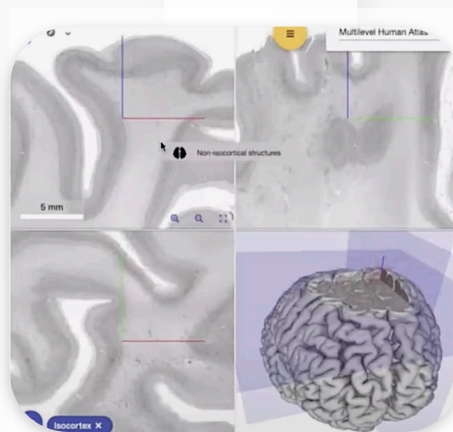 Multilevel Human Atlas
Non-isocortical structures
5 mm
Isocortex ×